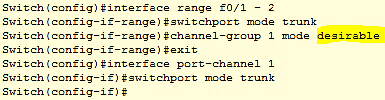 Switch(config)#interface range f0/1 - 2
Switch(config-if-range)#switchport mode trunk
Switch(config-if-range)#channel-group 1 mode desirable
Switch(config-if-range)#exit
Switch(config)#interface port-channel 1
Switch(config-if)#switchport mode trunk
Switch(config-if)#